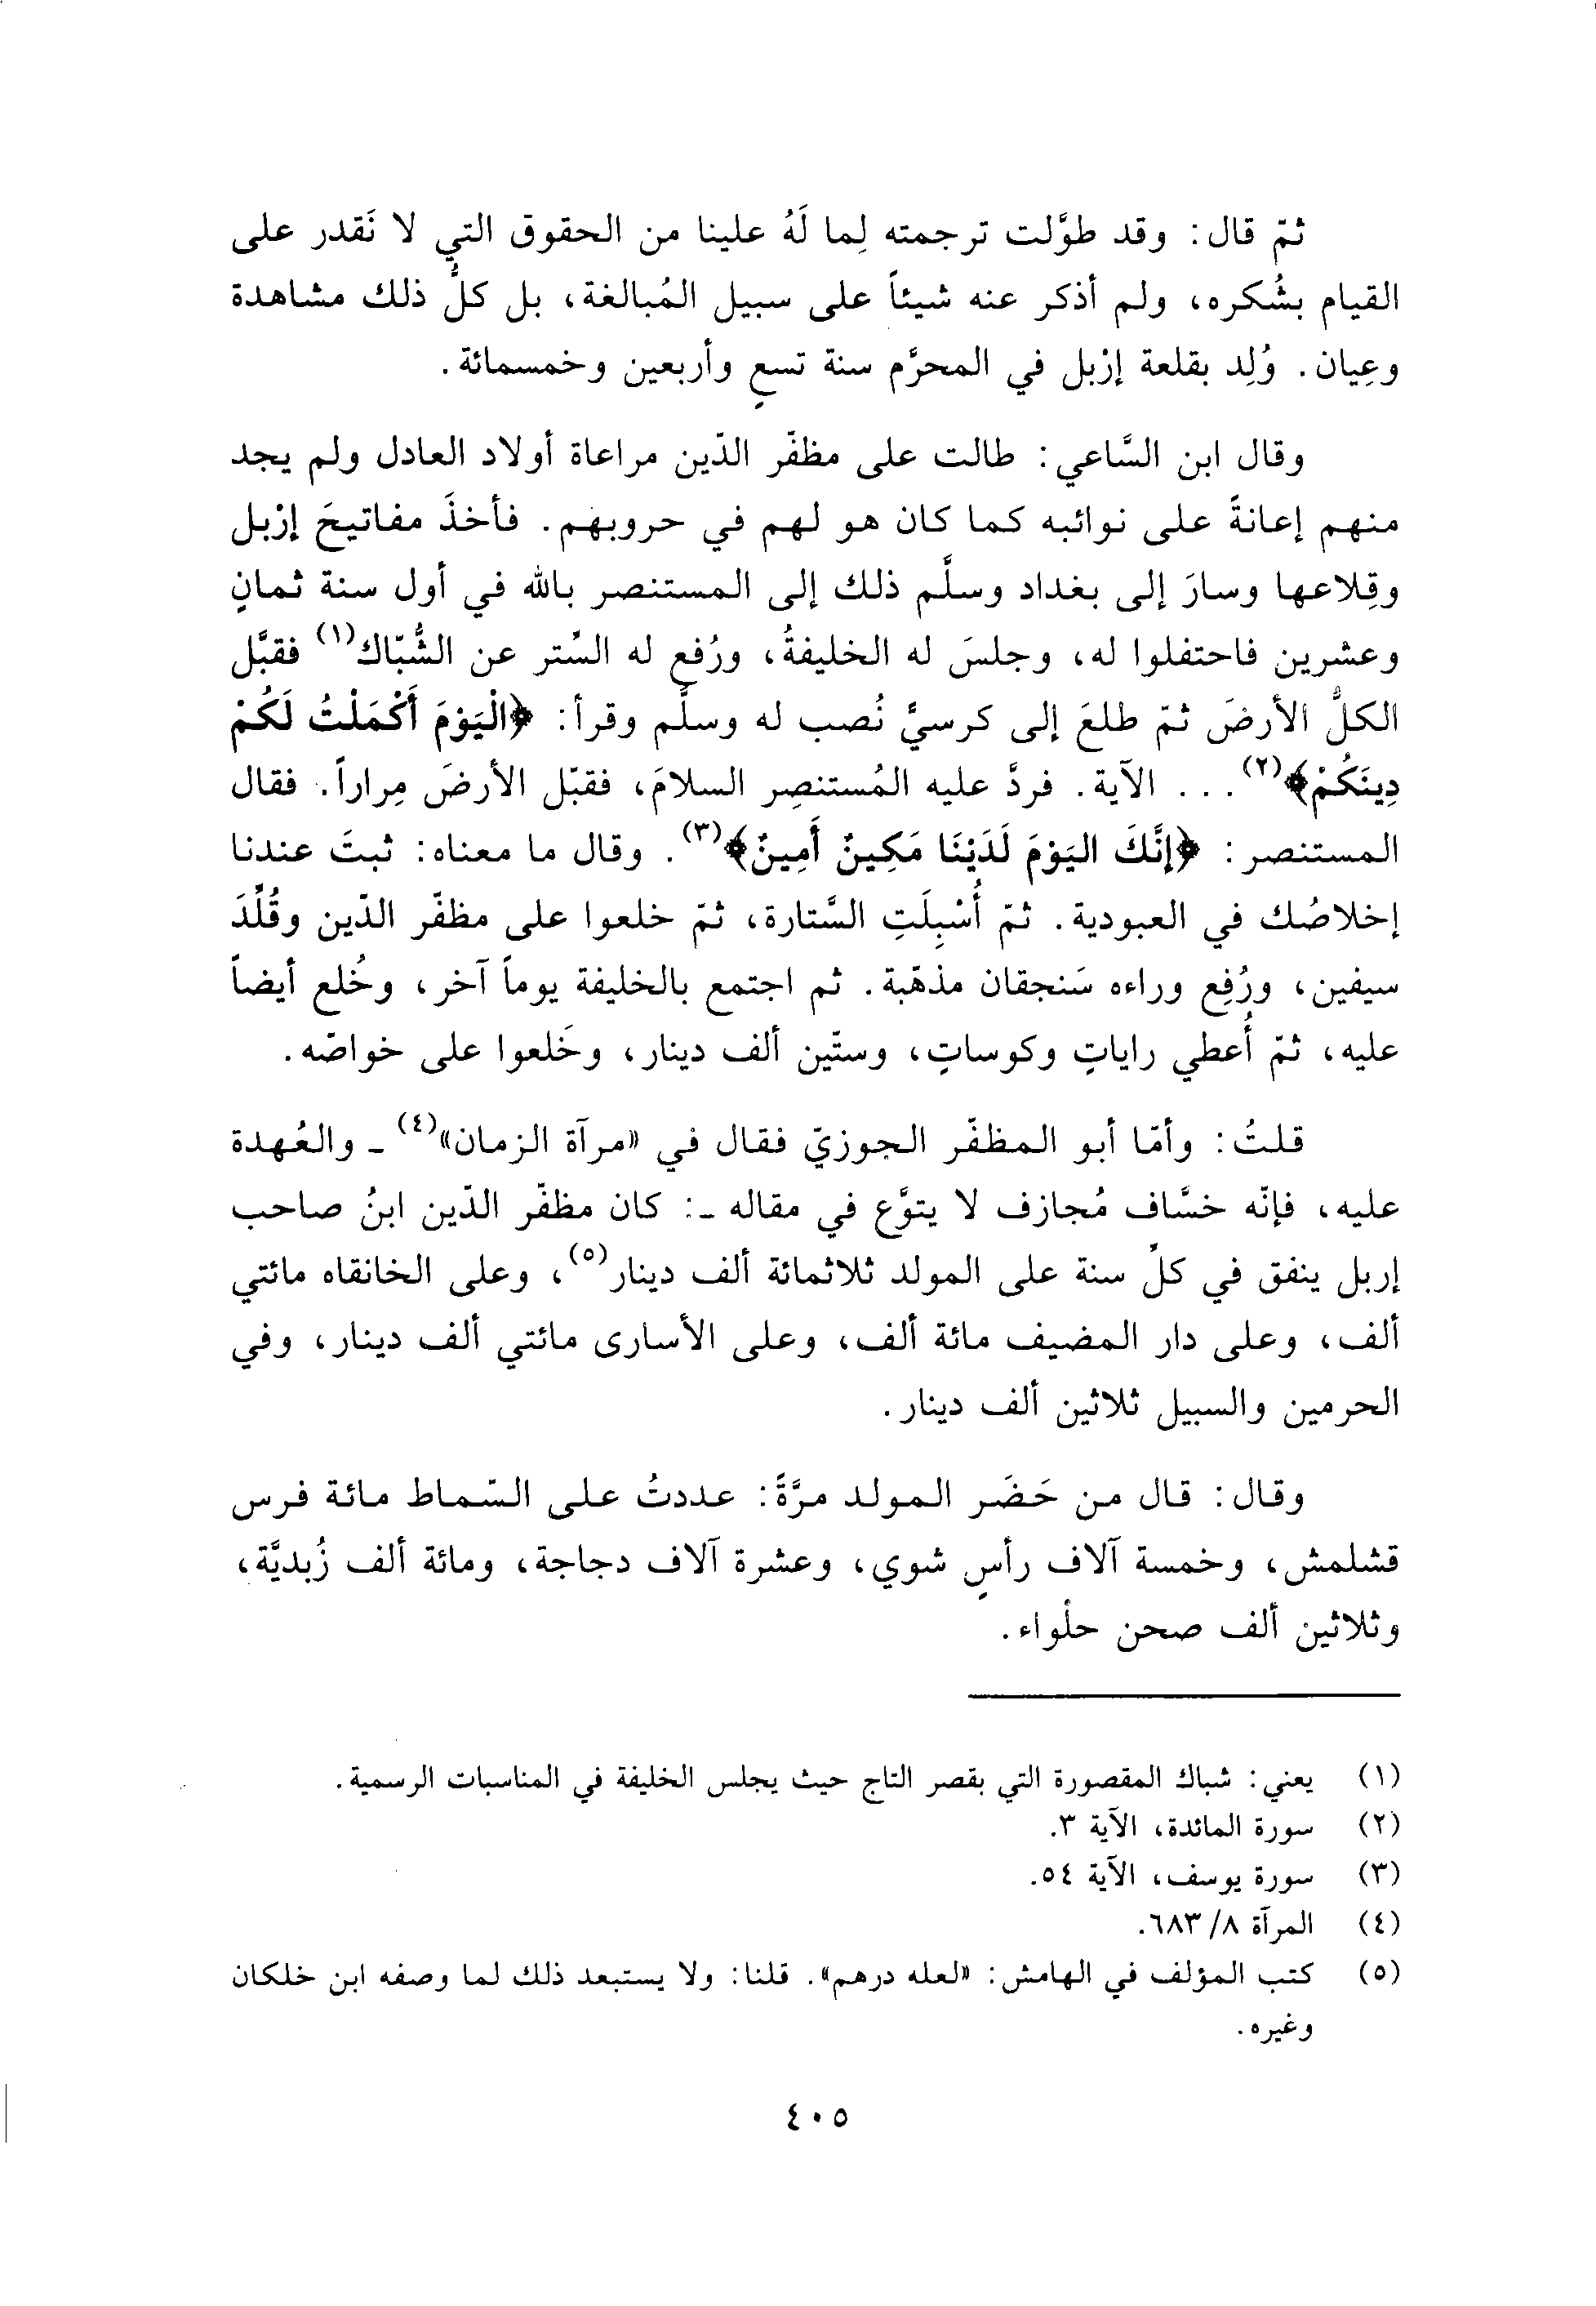 ثمّ قال: وقد طوَّلت ترجمته لِما لَهُ علينا من الحقوق التي لا نَقدر على
القيام بشُكره، ولم أذكر عنه شيئاً على سبيل المُبالغة، بل كلُّ ذلك مشاهدة
وعِيان. وُلِد بقلعة إرْبل في المحرَّم سنة تسعٍ وأربعين وخمسمائة.
وقال ابن السَّاعي: طالت على مظفّر الدّين مراعاة أولاد العادل ولم يجد
منهم إعانةً على نوائبه كما كان هو لهم في حروبهم. فأخذَ مفاتيحَ إرْبل
وقِلاعها وسارَ إلى بغداد وسلَّم ذلك إلى المستنصر بالله في أول سنة ثمانٍ
وعشرين فاحتفلوا له، وجلسَ له الخليفةُ، ورُفع له السِّتر عن الشُّبّاك(١) فقبَّل
الكلُّ الأرضَ ثمّ طلعَ إلى كرسيٍّ نُصب له وسلَّم وقرأ: ﴿الْيَوْمَ أَكْمَلْتُ لَكُمْ
دِينَكُمْ﴾(٢)... الآية. فردَّ عليه المُستنصِر السلامَ، فقبّل الأرضَ مِراراً. فقال
المستنصر: ﴿إنَّكَ اليَوْمَ لَدَيْنَا مَكِينٌ أَمِينٌ﴾(٣). وقال ما معناه: ثبتَ عندنا
إخلاصُك في العبودية. ثمّ أُسْبِلَتِ السِّتارة، ثمّ خلعوا على مظفّر الدّين وقُلِّدَ
سيفين، ورُفِع وراءه سَنجقان مذهّبة. ثم اجتمع بالخليفة يوماً آخر، وخُلع أيضاً
عليه، ثمّ أُعطي راياتٍ وكوساتٍ، وستّين ألف دينار، وخَلعوا على خواصّه.
قلتُ: وأمّا أبو المظفّر الجوزيّ فقال في «مرآة الزمان»(٤) ـ والعُهدة
عليه، فإنّه خسَّاف مُجازف لا يتوَّع في مقاله ـ: كان مظفّر الدّين ابنُ صاحب
إربل ينفق في كلّ سنة على المولد ثلاثمائة ألف دينار(٥)، وعلى الخانقاه مائتي
ألف، وعلى دار المضيف مائة ألف، وعلى الأسارى مائتي ألف دينار، وفي
الحرمين والسبيل ثلاثين ألف دينار.
وقال: قال من حَضَر المولد مرَّةً: عددتُ على السّماط مائة فرس
قشلمش، وخمسة آلاف رأسٍ شوي، وعشرة آلاف دجاجة، ومائة ألف زُبديَّة،
وثلاثين ألف صحن حلْواء.
(١) يعني: شباك المقصورة التي بقصر التاج حيث يجلس الخليفة في المناسبات الرسمية.
(٢) سورة المائدة، الآية ٣.
(٣) سورة يوسف، الآية ٥٤.
(٤) المرآة ٨/ ٦٨٣.
(٥) كتب المؤلف في الهامش: «لعله درهم». قلنا: ولا يستبعد ذلك لما وصفه ابن خلكان
وغيره.
٤٠٥